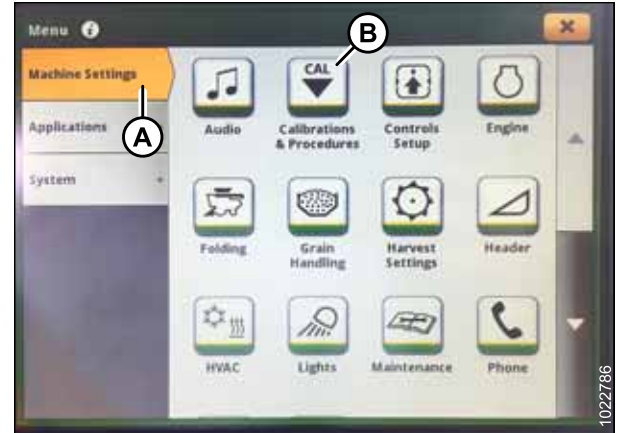 Menu i
B
Machine Settings
CAL
A
Applications
System
Audio
Calibrations
& Procedures
Controls
Setup
Engine
Folding
Grain
Handling
Harvest
Settings
Header
HVAC
Lights
Maintenance
Phone
1022786